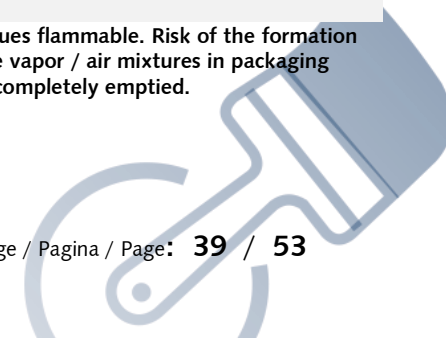 ues flammable. Risk of the formation
vapor / air mixtures in packaging
completely emptied.
ge / Pagina / Page: 39 / 53